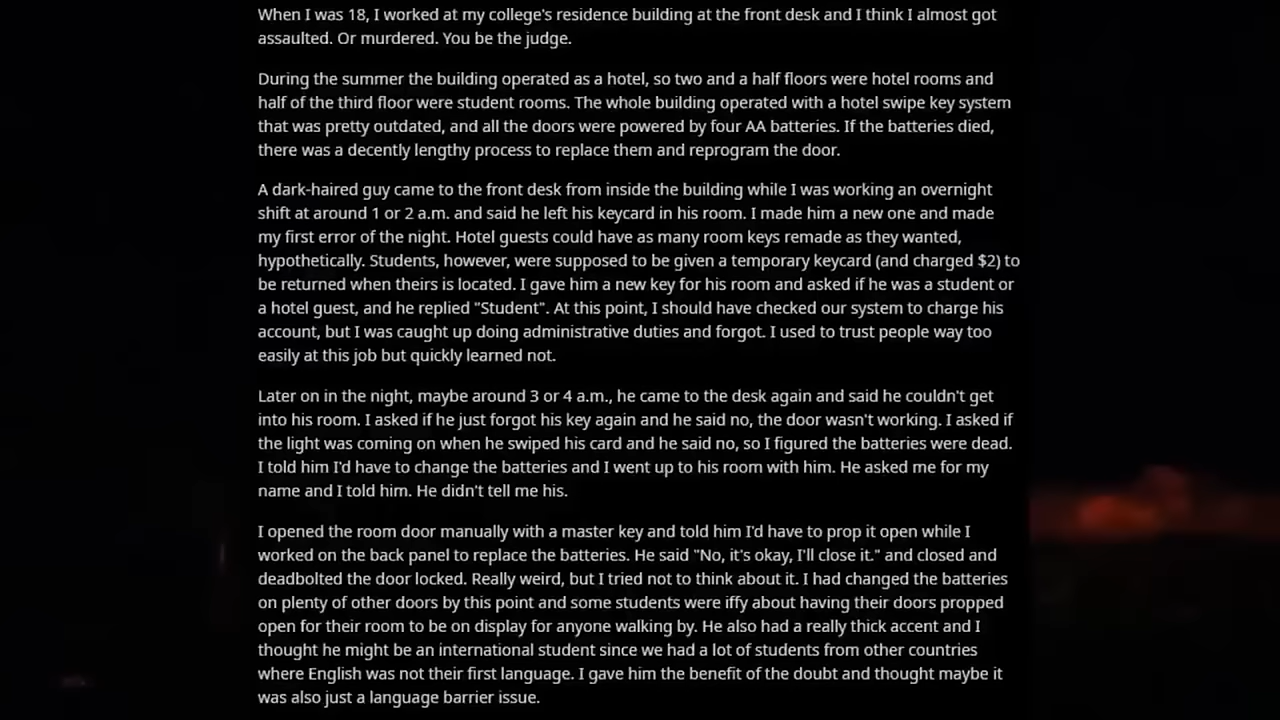 When I was 18, I worked at my college's residence building at the front desk and I think I almost got
assaulted. Or murdered. You be the judge.
During the summer the building operated as a hotel, so two and a half floors were hotel rooms and
half of the third floor were student rooms. The whole building operated with a hotel swipe key system
that was pretty outdated, and all the doors were powered by four AA batteries. If the batteries died,
there was a decently lengthy process to replace them and reprogram the door.
A dark-haired guy came to the front desk from inside the building while I was working an overnight
shift at around 1 or 2 a.m. and said he left his keycard in his room. I made him a new one and made
my first error of the night. Hotel guests could have as many room keys remade as they wanted,
hypothetically. Students, however, were supposed to be given a temporary keycard (and charged $2) to
be returned when theirs is located. I gave him a new key for his room and asked if he was a student or
a hotel guest, and he replied "Student". At this point, I should have checked our system to charge his
account, but I was caught up doing administrative duties and forgot. I used to trust people way too
easily at this job but quickly learned not.
Later on in the night, maybe around 3 or 4 a.m., he came to the desk again and said he couldn't get
into his room. I asked if he just forgot his key again and he said no, the door wasn't working. I asked if
the light was coming on when he swiped his card and he said no, so I figured the batteries were dead.
I told him I'd have to change the batteries and I went up to his room with him. He asked me for my
name and I told him. He didn't tell me his.
I opened the room door manually with a master key and told him I'd have to prop it open while I
worked on the back panel to replace the batteries. He said "No, it's okay, I'll close it." and closed and
deadbolted the door locked. Really weird, but I tried not to think about it. I had changed the batteries
on plenty of other doors by this point and some students were iffy about having their doors propped
open for their room to be on display for anyone walking by. He also had a really thick accent and I
thought he might be an international student since we had a lot of students from other countries
where English was not their first language. I gave him the benefit of the doubt and thought maybe it
was also just a language barrier issue.